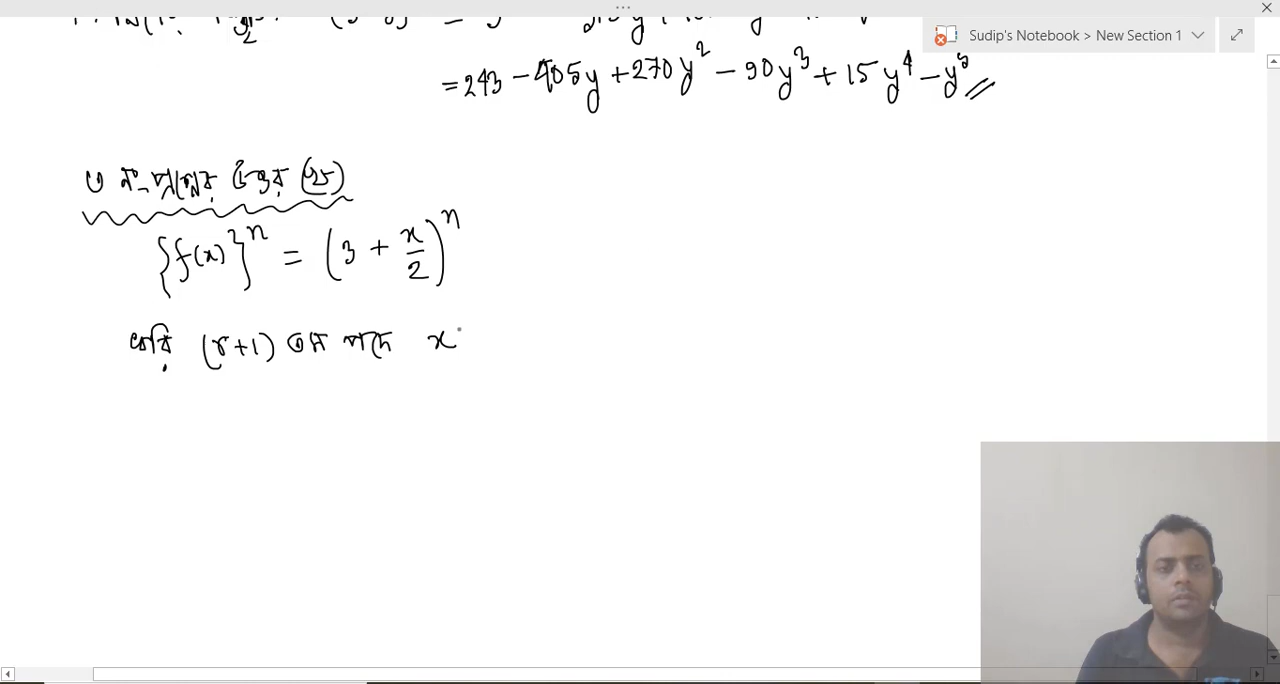 Sudip's Notebook > New Section 1
= 243 - 405y + 270y² - 90y³ + 15y⁴ - y⁵
৩ নং প্রশ্নের উত্তর (খ)
{f(x)}ⁿ = (3 + x/2)ⁿ
ধরি, (r+1) তম পদে x